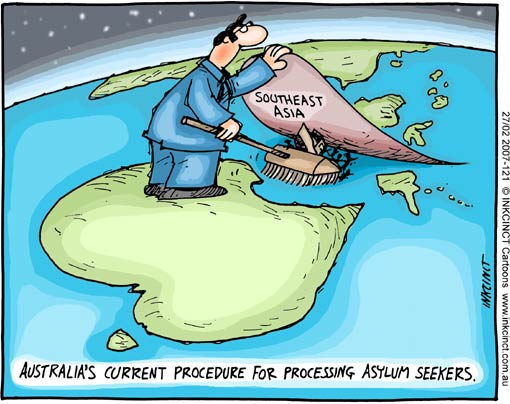 SOUTHEAST
ASIA
AUSTRALIA'S CURRENT PROCEDURE FOR PROCESSING ASYLUM SEEKERS.
INKCINCT
27/02 2007-121 © INKCINCT Cartoons www.inkcinct.com.au